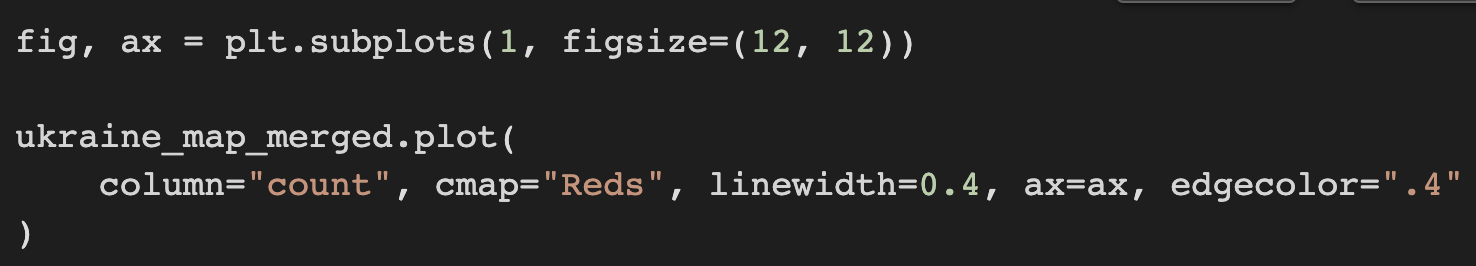 fig, ax = plt.subplots(1, figsize=(12, 12))
ukraine_map_merged.plot(
    column="count", cmap="Reds", linewidth=0.4, ax=ax, edgecolor=".4"
)